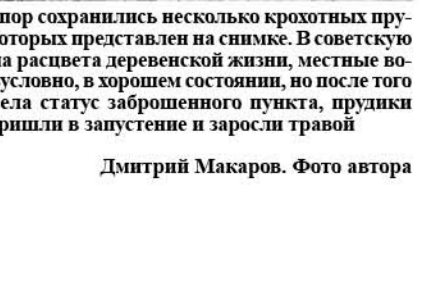 пор сохранились несколько крохотных пру-
оторых представлен на снимке. В советскую
а расцвета деревенской жизни, местные во-
условно, в хорошем состоянии, но после того
ела статус заброшенного пункта, прудики
ришли в запустение и заросли травой
Дмитрий Макаров. Фото автора